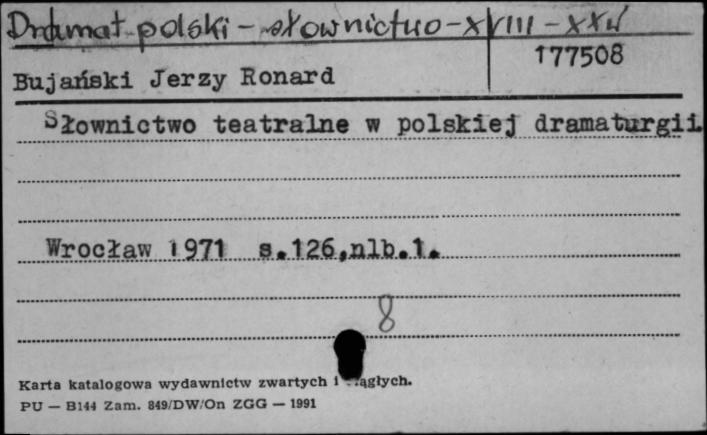 Dramat polski - słownictwo - XVIII - XXw
177508
Bujański Jerzy Ronard
Słownictwo teatralne w polskiej dramaturgii.
Wrocław 1971 s.126,nlb.1.
8
Karta katalogowa wydawnictw zwartych i ągłych.
PU — B144 Zam. 849/DW/On ZGG — 1991